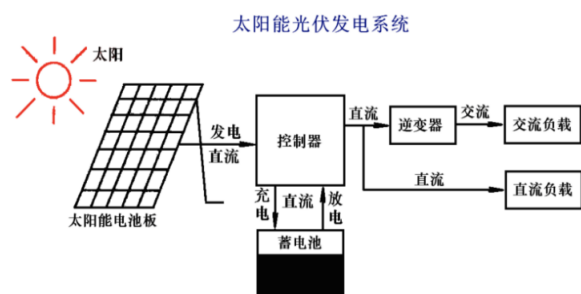 太阳能光伏发电系统
太阳
太阳能电池板
发电
直流
控制器
直流
逆变器
交流
交流负载
直流
直流负载
充电
直流
放电
蓄电池